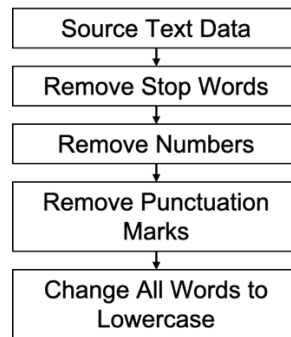 Source Text Data
Remove Stop Words
Remove Numbers
Remove Punctuation
Marks
Change All Words to
Lowercase